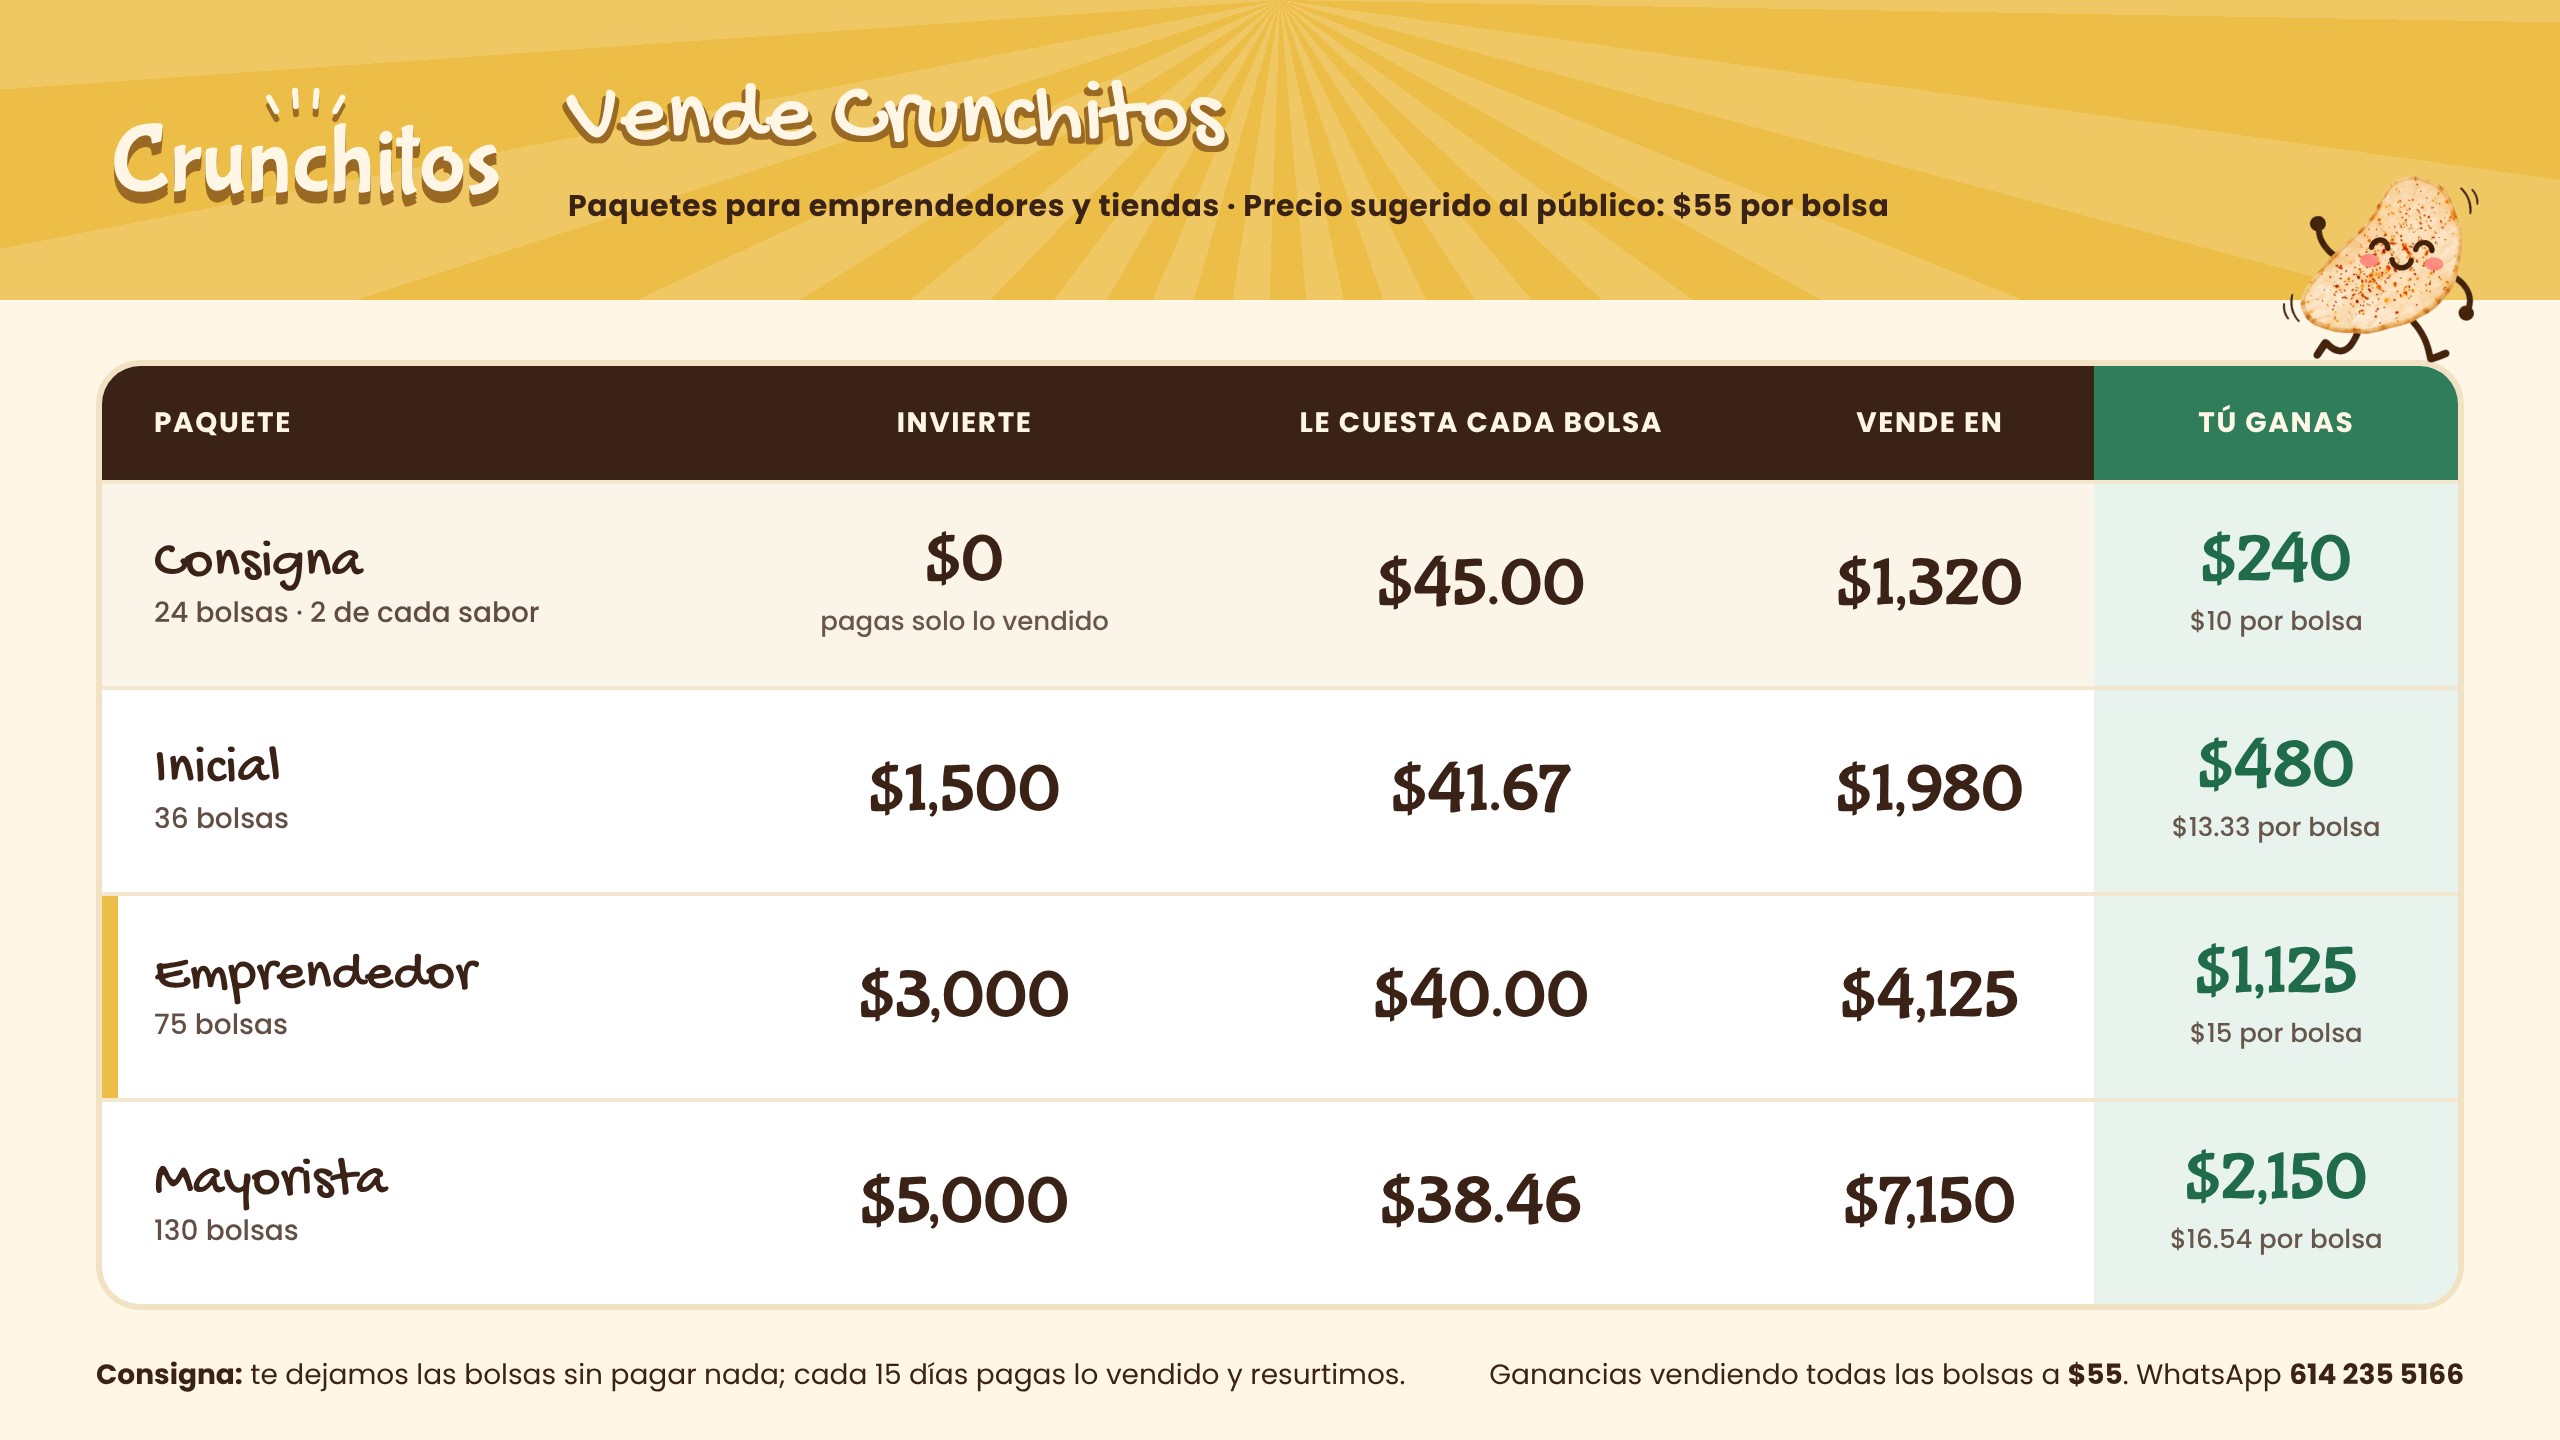 Crunchitos
Vende Crunchitos
Paquetes para emprendedores y tiendas · Precio sugerido al público: $55 por bolsa
PAQUETE INVIERTE LE CUESTA CADA BOLSA VENDE EN TÚ GANAS
Consigna
24 bolsas · 2 de cada sabor
$0
pagas solo lo vendido
$45.00
$1,320
$240
$10 por bolsa
Inicial
36 bolsas
$1,500
$41.67
$1,980
$480
$13.33 por bolsa
Emprendedor
75 bolsas
$3,000
$40.00
$4,125
$1,125
$15 por bolsa
Mayorista
130 bolsas
$5,000
$38.46
$7,150
$2,150
$16.54 por bolsa
Consigna: te dejamos las bolsas sin pagar nada; cada 15 días pagas lo vendido y resurtimos.
Ganancias vendiendo todas las bolsas a $55. WhatsApp 614 235 5166